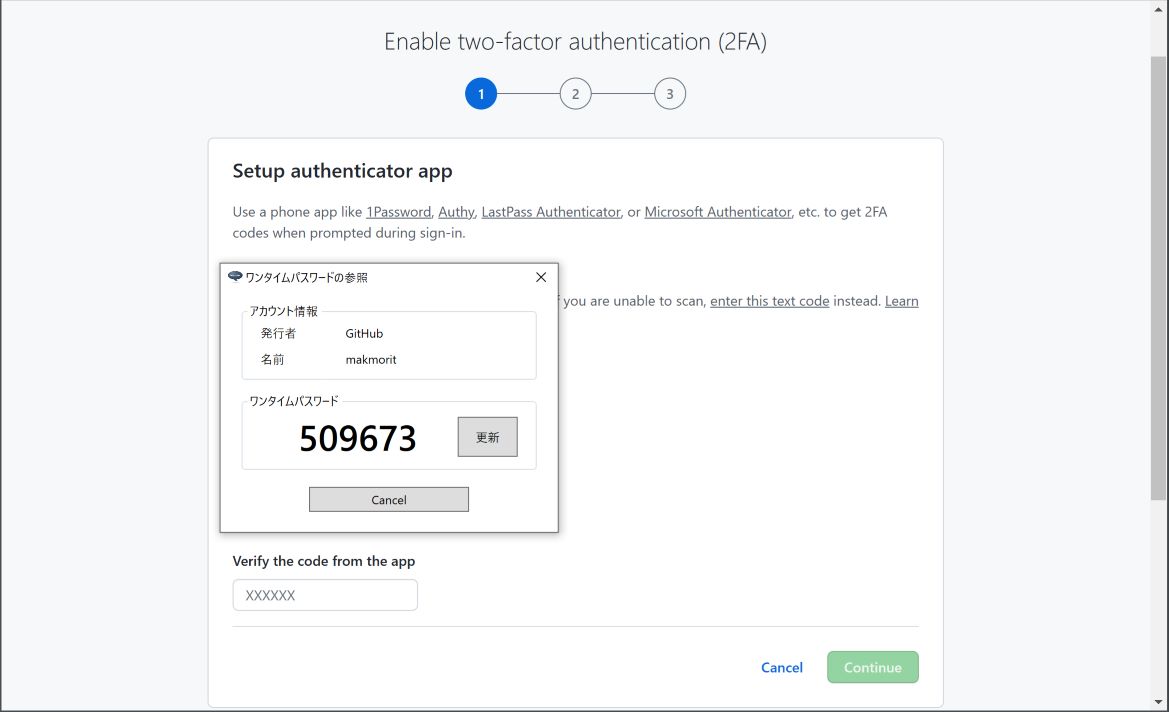 Enable two-factor authentication (2FA)
1 2 3
Setup authenticator app
Use a phone app like 1Password, Authy, LastPass Authenticator, or Microsoft Authenticator, etc. to get 2FA
codes when prompted during sign-in.
ワンタイムパスワードの参照
you are unable to scan, enter this text code instead. Learn
アカウント情報
発行者 GitHub
名前 makmorit
ワンタイムパスワード
509673 更新
Cancel
Verify the code from the app
XXXXXX
Cancel Continue